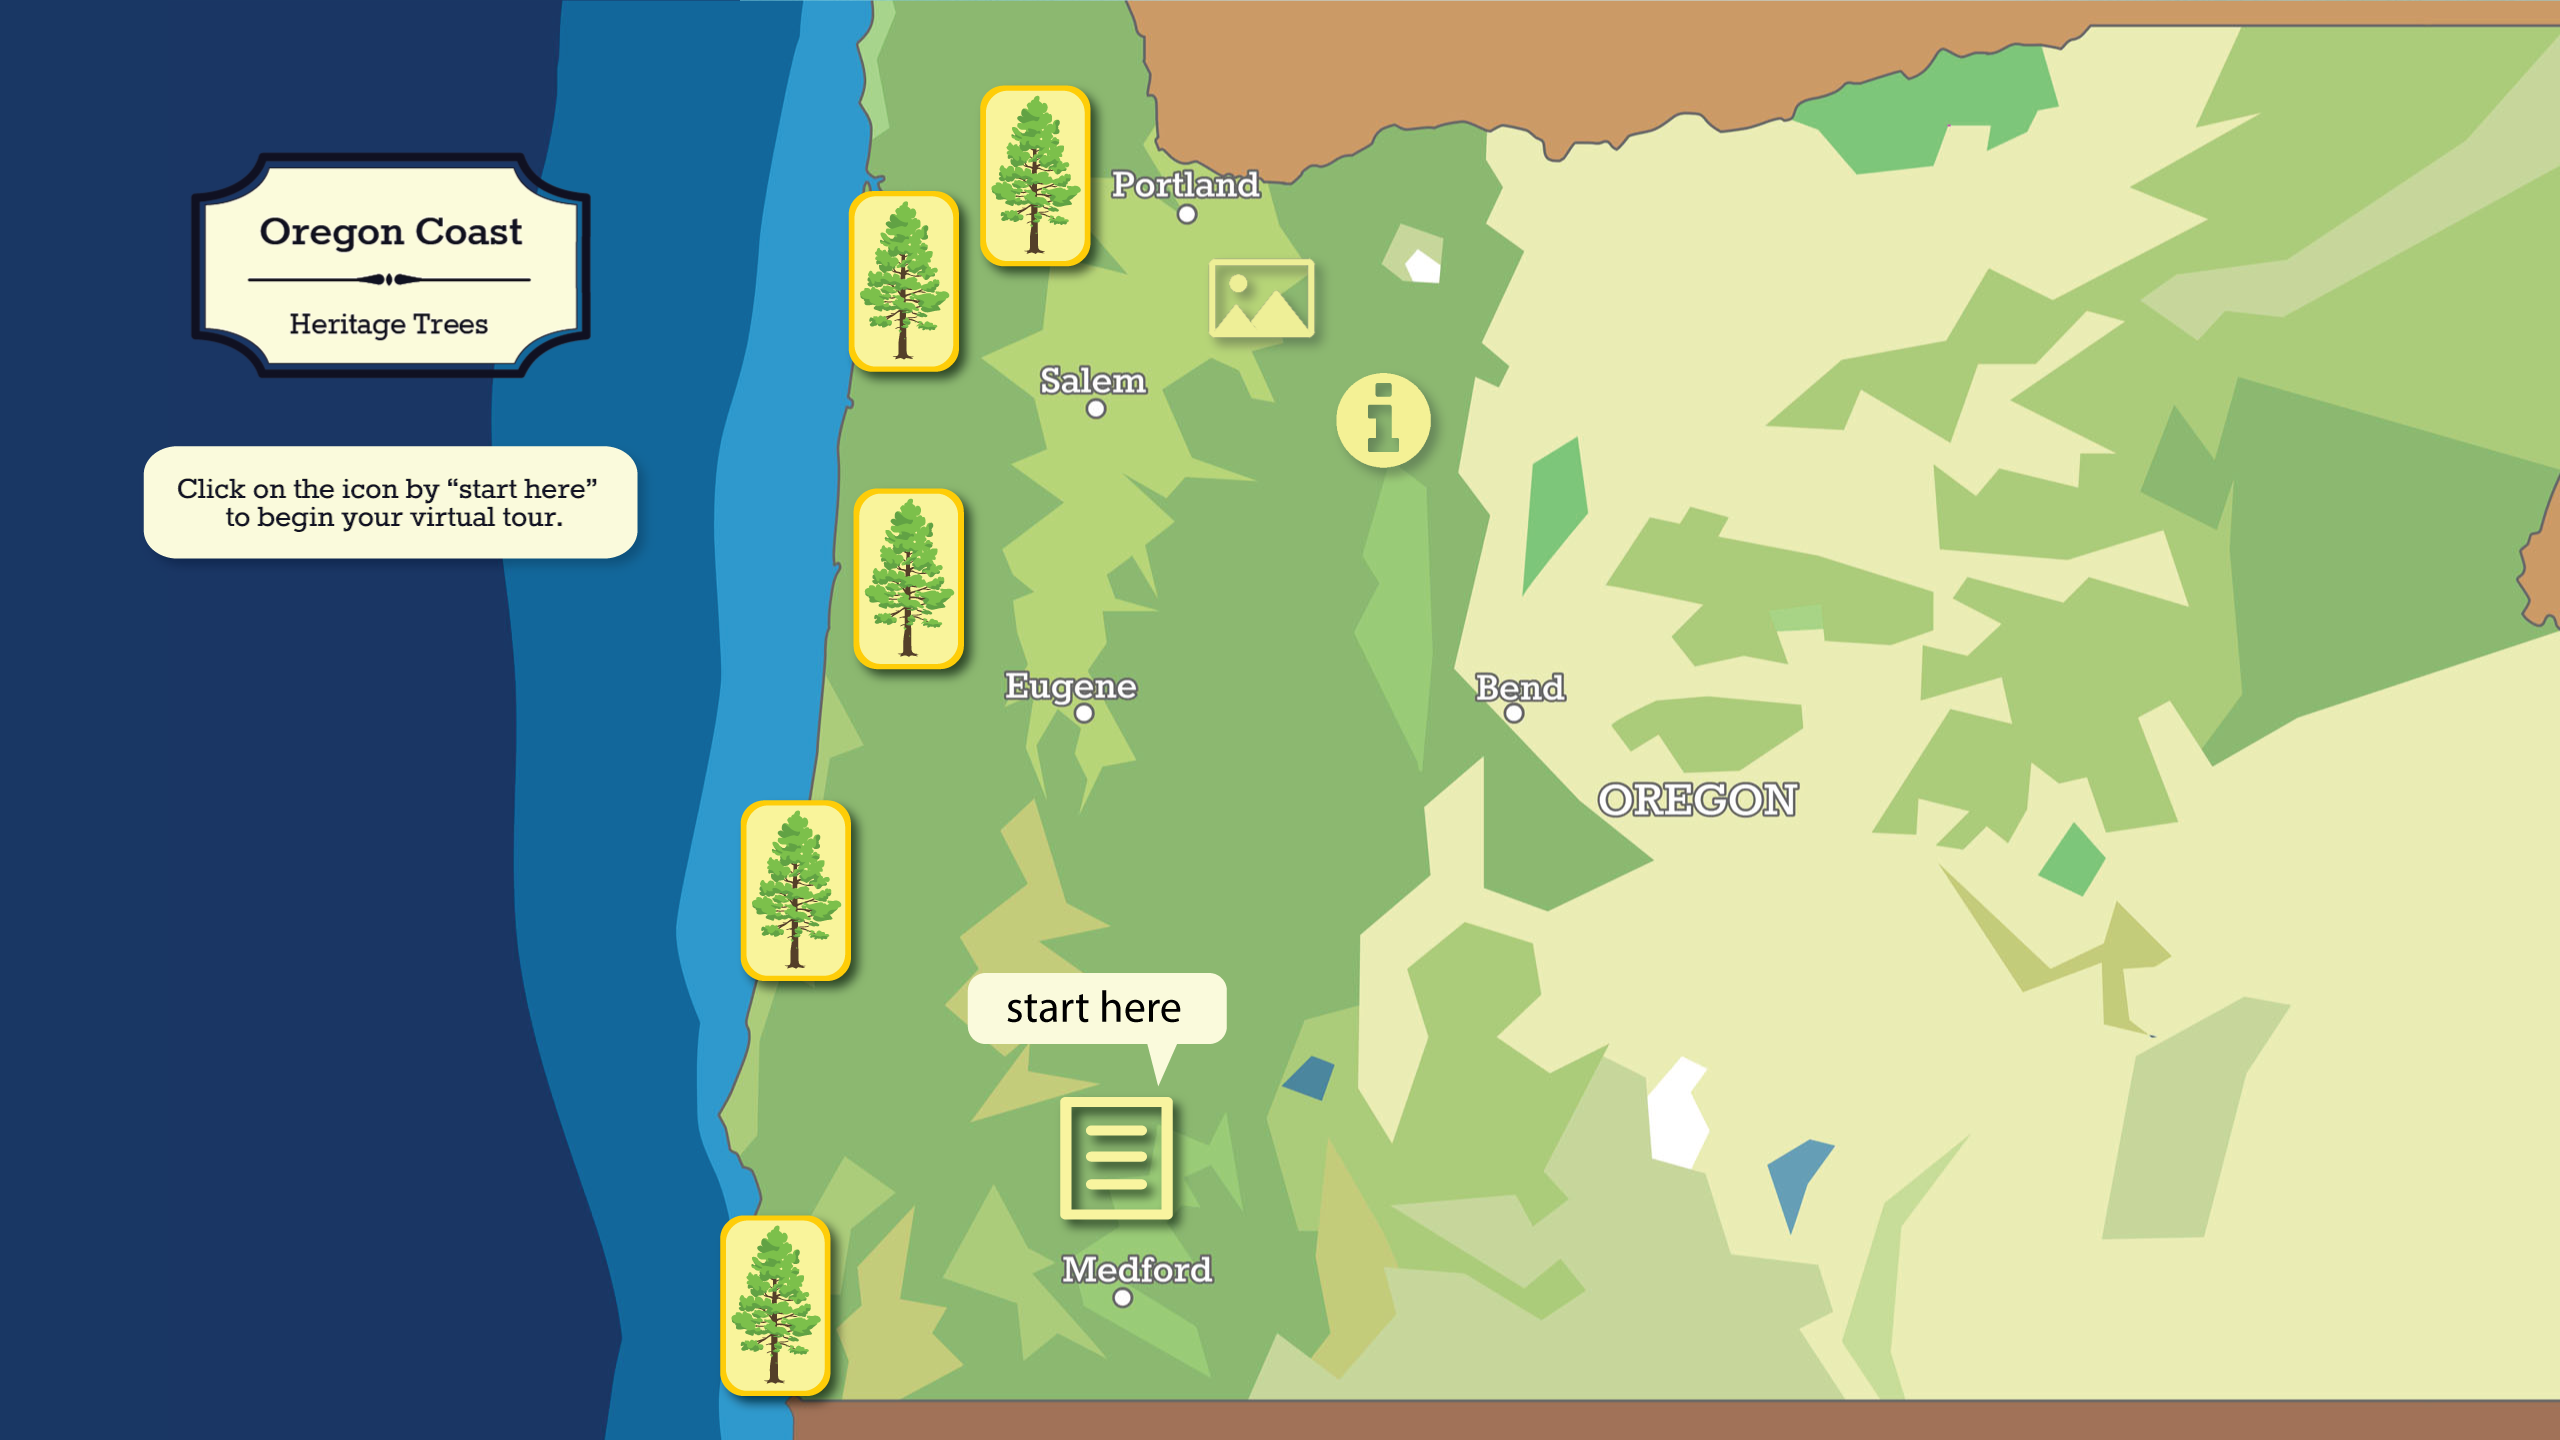 Oregon Coast
Heritage Trees
Click on the icon by “start here”
to begin your virtual tour.
Portland
Salem
Eugene
Bend
OREGON
start here
Medford